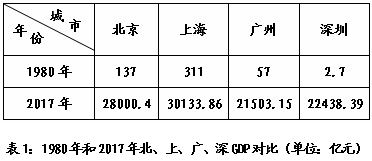 城市
年份 北京 上海 广州 深圳
1980年 137 311 57 2.7
2017年 28000.4 30133.86 21503.15 22438.39
表1：1980年和2017年北、上、广、深GDP对比（单位：亿元）